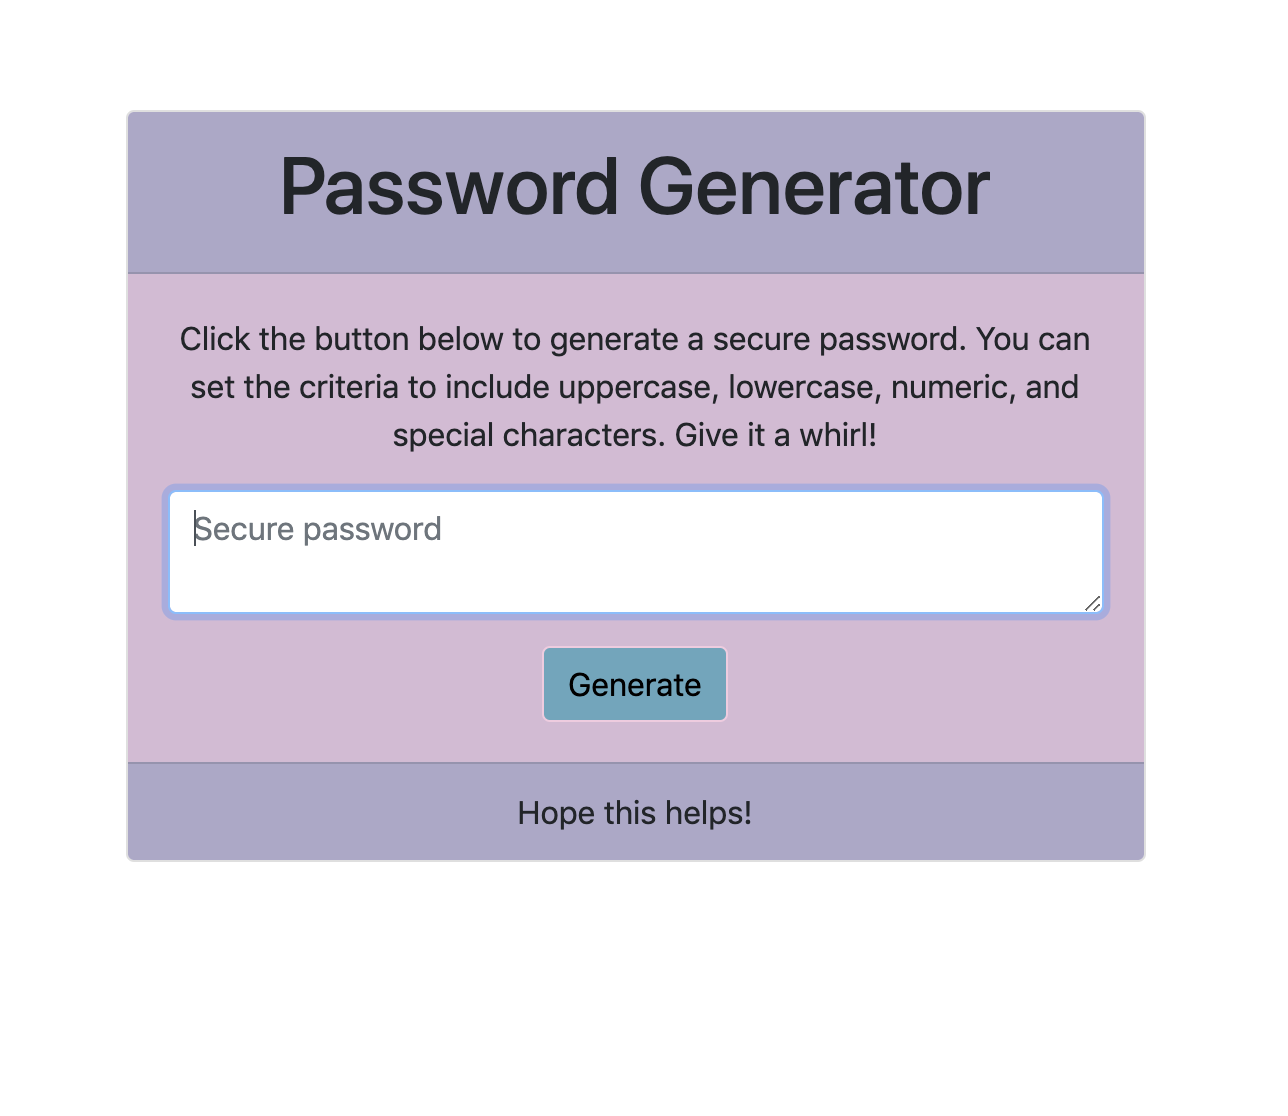 Password Generator
Click the button below to generate a secure password. You can
set the criteria to include uppercase, lowercase, numeric, and
special characters. Give it a whirl!
Secure password
Generate
Hope this helps!